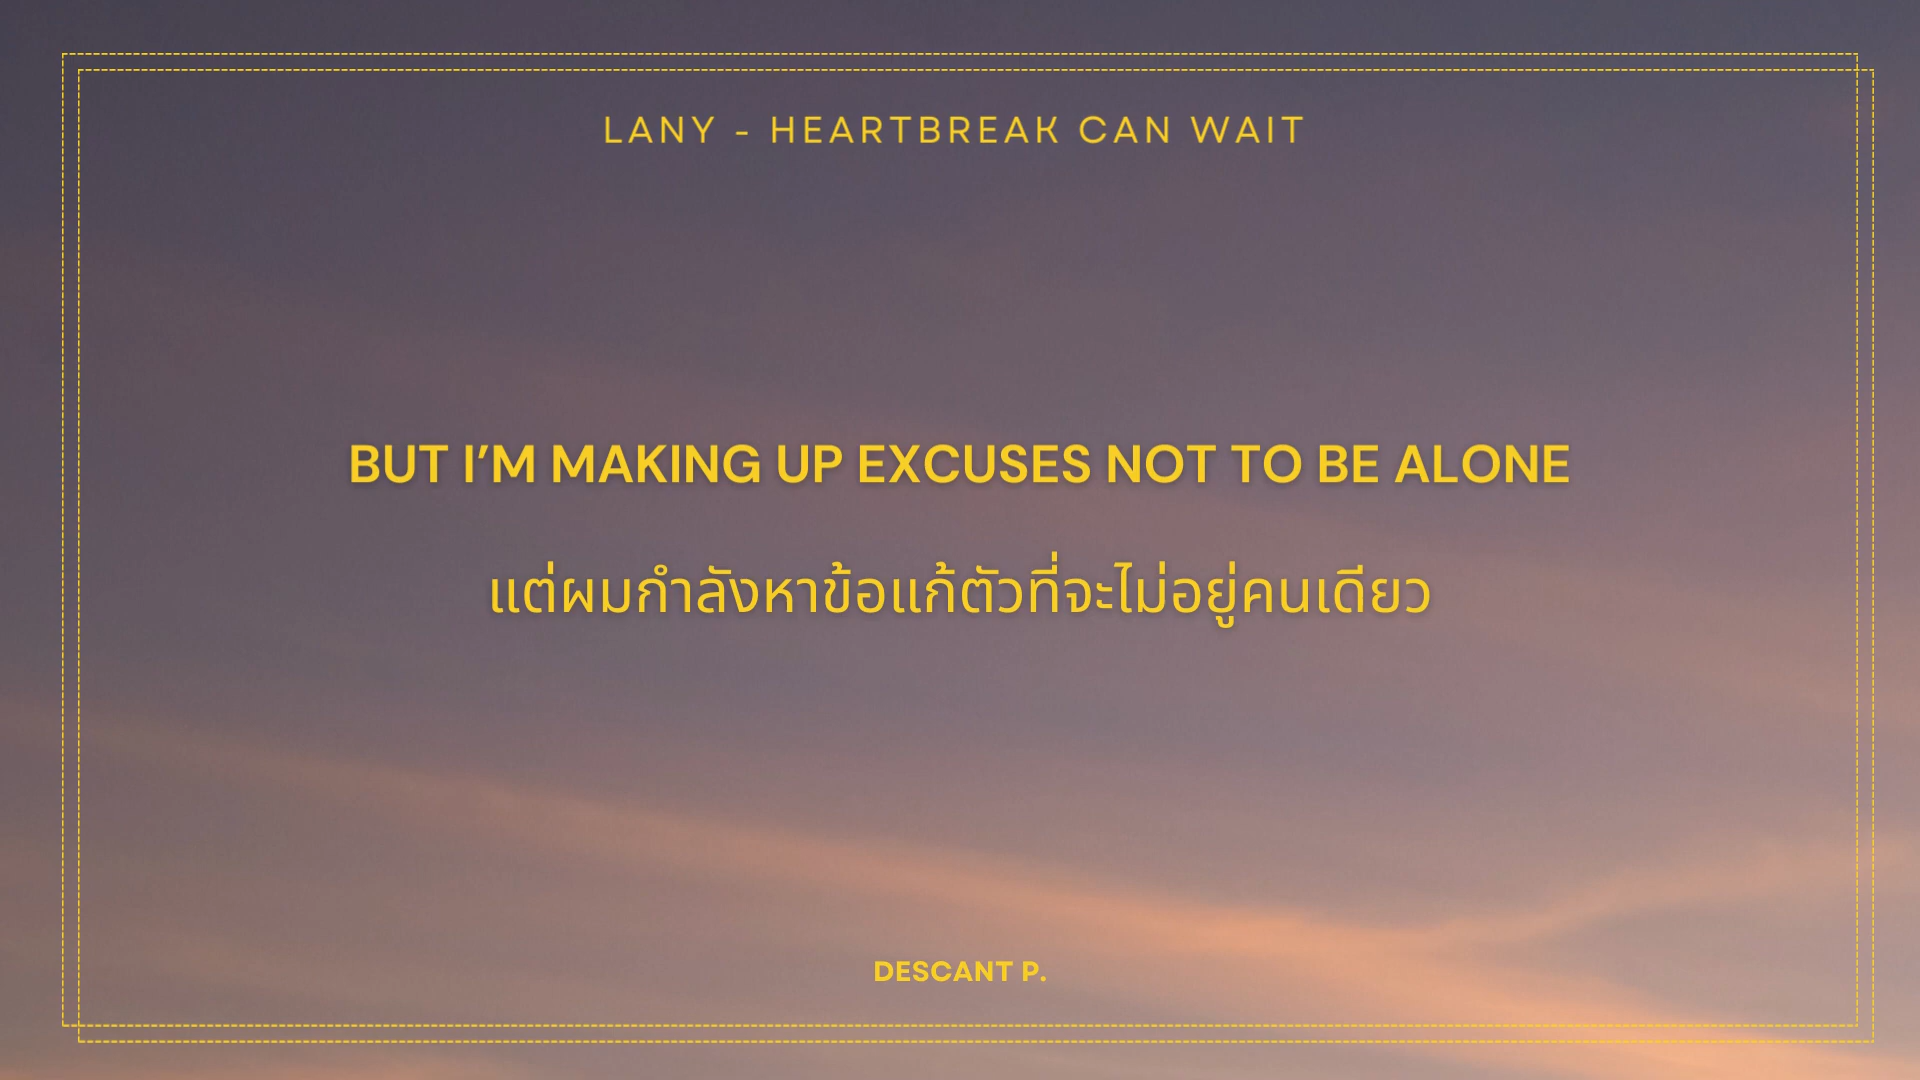 LANY - HEARTBREAK CAN WAIT
BUT I’M MAKING UP EXCUSES NOT TO BE ALONE
แต่ผมกำลังหาข้อแก้ตัวที่จะไม่อยู่คนเดียว
DESCANT P.